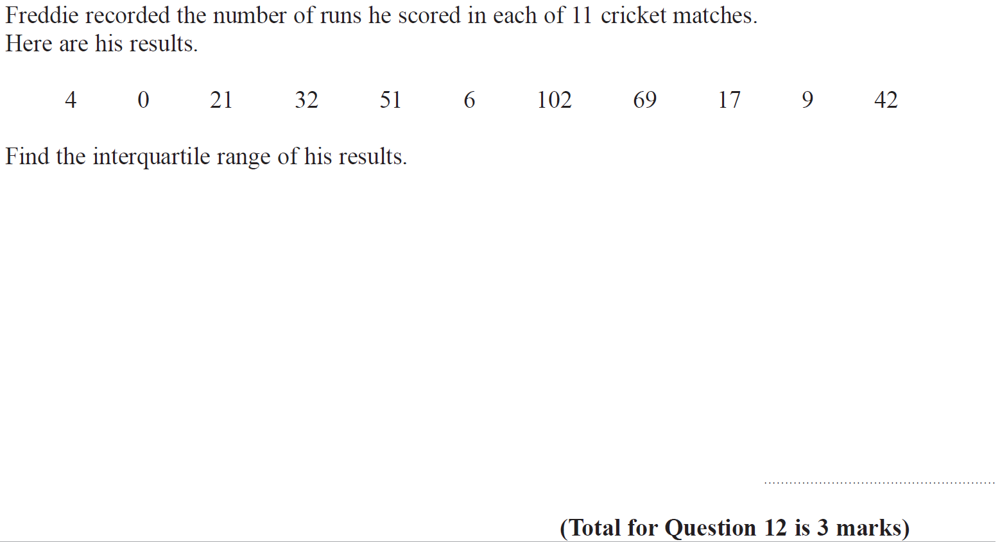 Freddie recorded the number of runs he scored in each of 11 cricket matches.
Here are his results.
4 0 21 32 51 6 102 69 17 9 42
Find the interquartile range of his results.
......................................................
(Total for Question 12 is 3 marks)